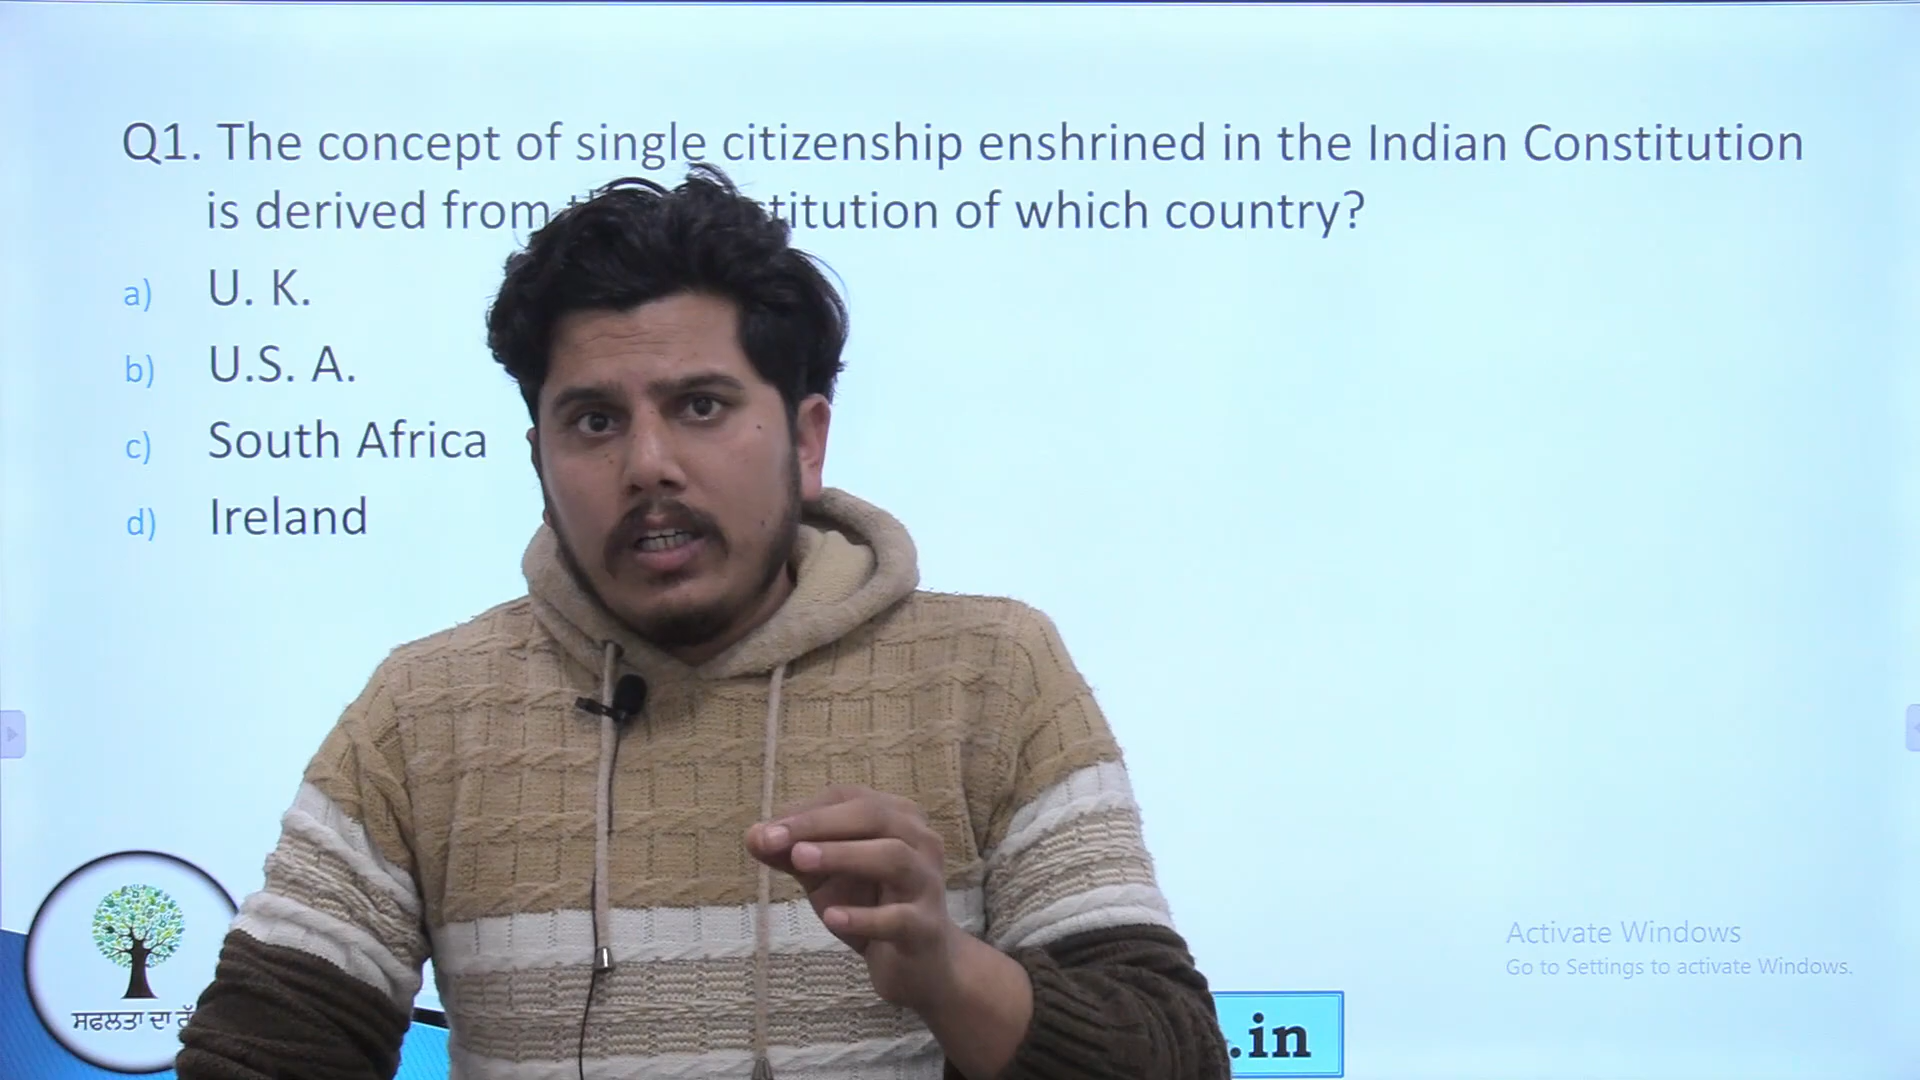 Q1. The concept of single citizenship enshrined in the Indian Constitution
is derived from titution of which country?
a) U. K.
b) U.S. A.
c) South Africa
d) Ireland
Activate Windows
Go to Settings to activate Windows.
ਸਫਲਤਾ ਦਾ
.in